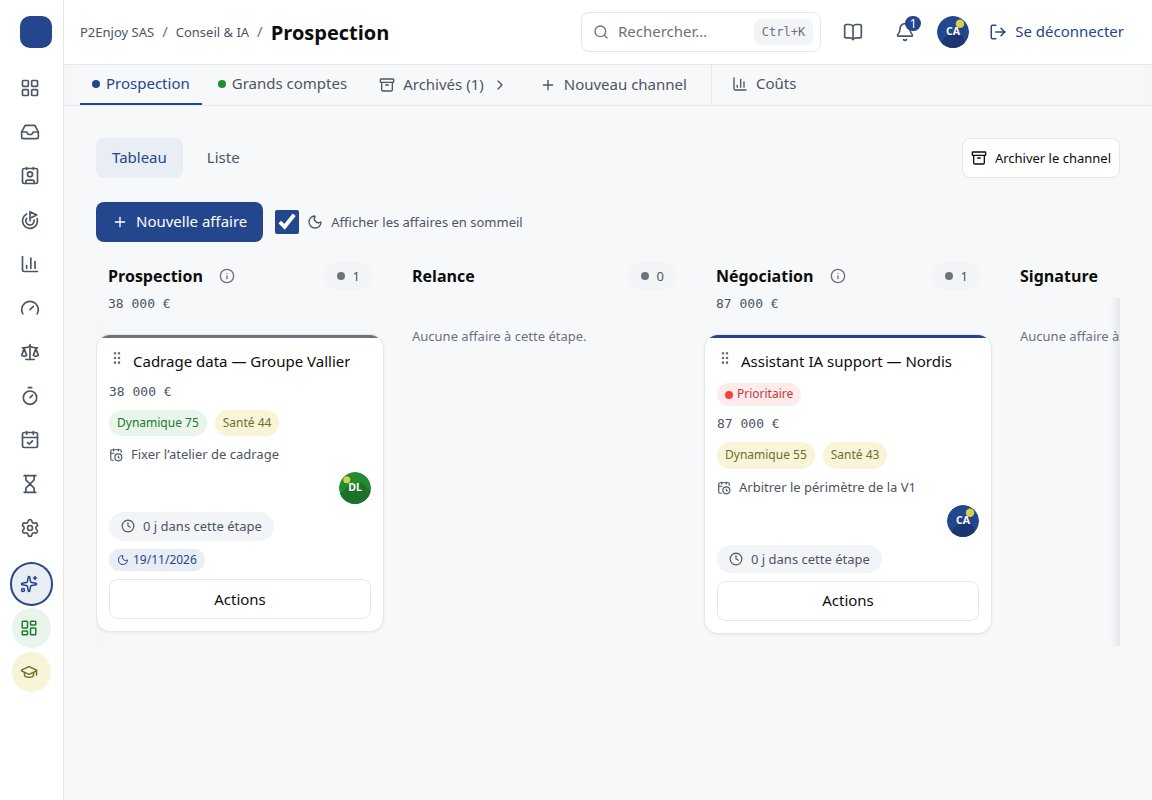 P2Enjoy SAS / Conseil & IA / Prospection
Rechercher... Ctrl+K
1
CA
Se déconnecter
Prospection
Grands comptes
Archivés (1)
Nouveau channel
Coûts
Tableau
Liste
Archiver le channel
Nouvelle affaire
Afficher les affaires en sommeil
Prospection
1
38 000 €
Cadrage data — Groupe Vallier
38 000 €
Dynamique 75
Santé 44
Fixer l'atelier de cadrage
DL
0 j dans cette étape
19/11/2026
Actions
Relance
0
Aucune affaire à cette étape.
Négociation
1
87 000 €
Assistant IA support — Nordis
Prioritaire
87 000 €
Dynamique 55
Santé 43
Arbitrer le périmètre de la V1
CA
0 j dans cette étape
Actions
Signature
Aucune affaire à